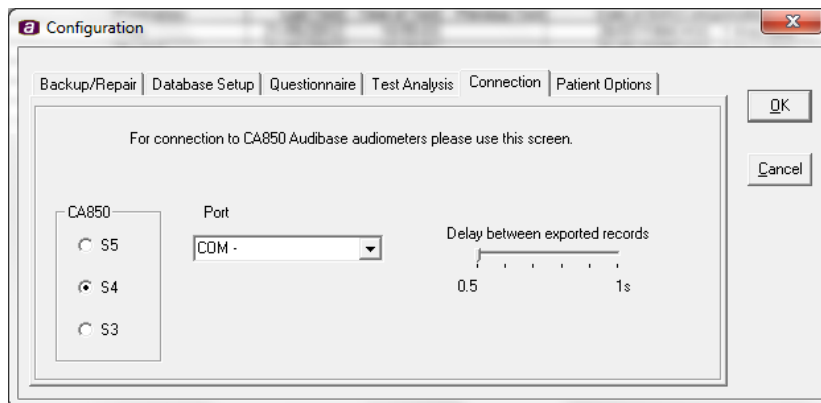 a Configuration
Backup/Repair Database Setup Questionnaire Test Analysis Connection Patient Options
OK
For connection to CA850 Audibase audiometers please use this screen.
Cancel
CA850
Port
S5
COM -
Delay between exported records
S4
0.5 1s
S3